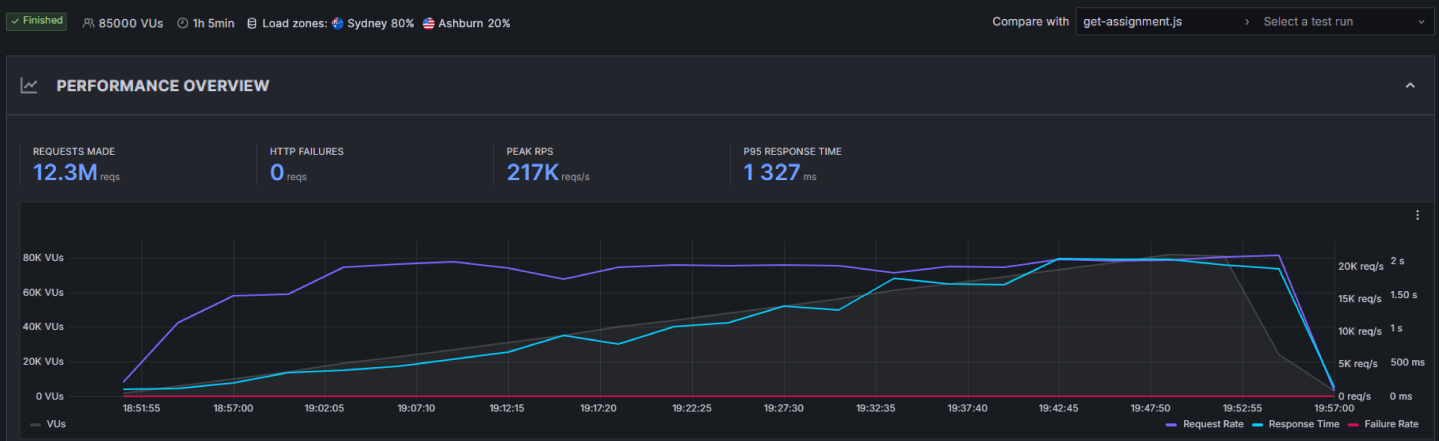 Finished 85000 VUs 1h 5min Load zones: Sydney 80% Ashburn 20% Compare with get-assignment.js › Select a test run
PERFORMANCE OVERVIEW
REQUESTS MADE HTTP FAILURES PEAK RPS P95 RESPONSE TIME
12.3M reqs 0 reqs 217K reqs/s 1 327 ms
80K VUs 20K req/s 2 s
60K VUs 15K req/s 1.50 s
40K VUs 10K req/s 1 s
20K VUs 5K req/s 500 ms
0 VUs 0 req/s 0 ms
18:51:55 18:57:00 19:02:05 19:07:10 19:12:15 19:17:20 19:22:25 19:27:30 19:32:35 19:37:40 19:42:45 19:47:50 19:52:55 19:57:00
VUs Request Rate Response Time Failure Rate